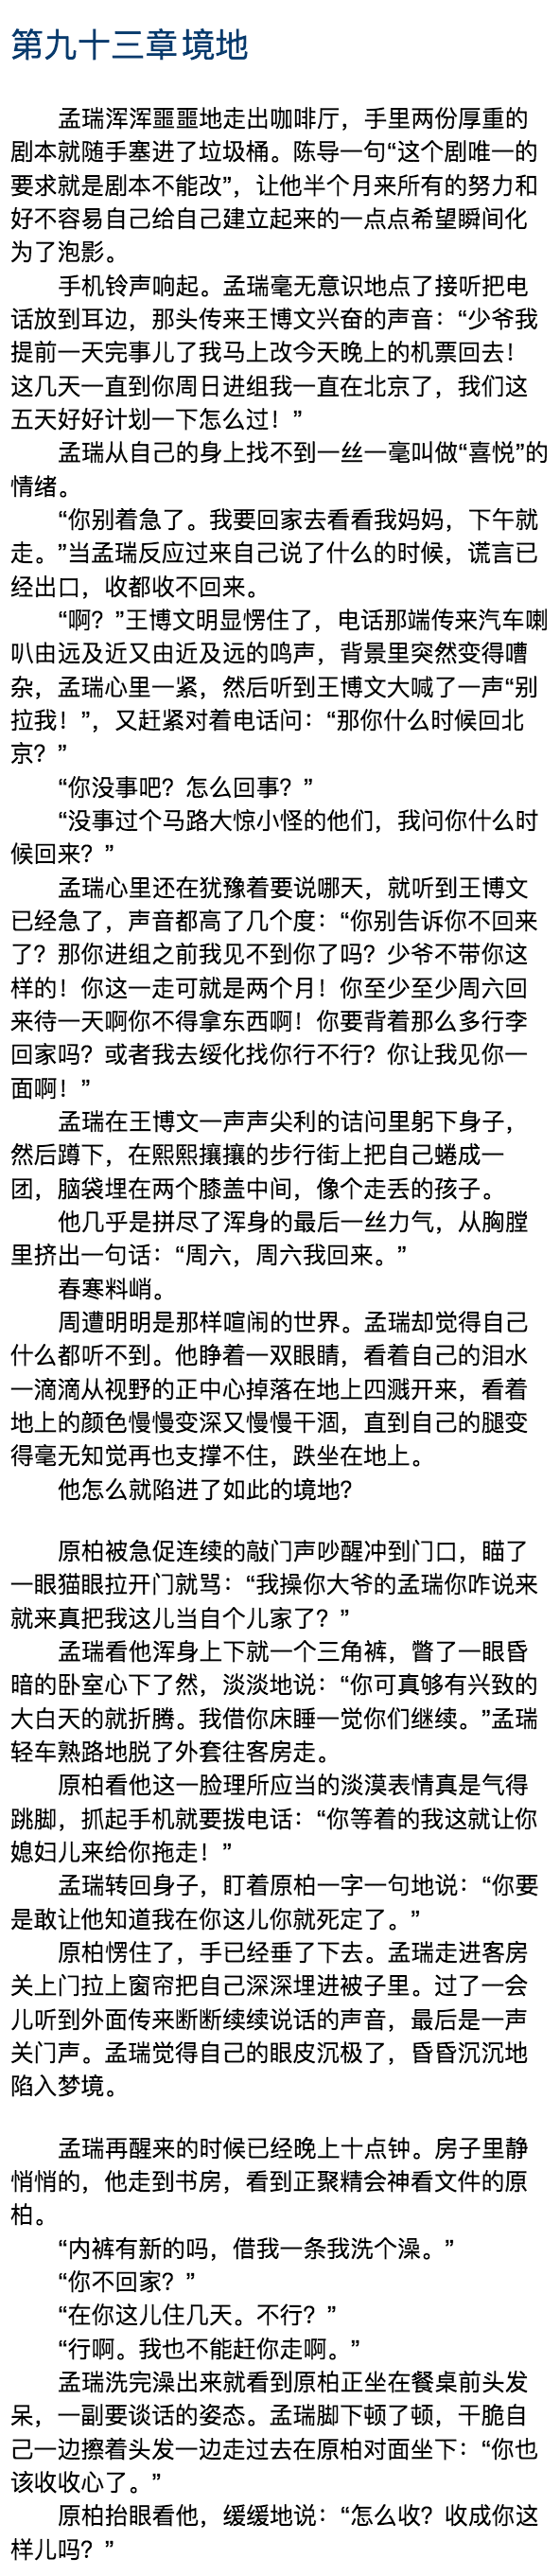 第九十三章 境地
孟瑞浑浑噩噩地走出咖啡厅，手里两份厚重的
剧本就随手塞进了垃圾桶。陈导一句“这个剧唯一的
要求就是剧本不能改”，让他半个月来所有的努力和
好不容易自己给自己建立起来的一点点希望瞬间化
为了泡影。
手机铃声响起。孟瑞毫无意识地点了接听把电
话放到耳边，那头传来王博文兴奋的声音：“少爷我
提前一天完事儿了我马上改今天晚上的机票回去！
这几天一直到你周日进组我一直在北京了，我们这
五天好好计划一下怎么过！”
孟瑞从自己的身上找不到一丝一毫叫做“喜悦”的
情绪。
“你别着急了。我要回家去看看我妈妈，下午就
走。”当孟瑞反应过来自己说了什么的时候，谎言已
经出口，收都收不回来。
“啊？”王博文明显愣住了，电话那端传来汽车喇
叭由远及近又由近及远的鸣声，背景里突然变得嘈
杂，孟瑞心里一紧，然后听到王博文大喊了一声“别
拉我！”，又赶紧对着电话问：“那你什么时候回北
京？”
“你没事吧？怎么回事？”
“没事过个马路大惊小怪的他们，我问你什么时
候回来？”
孟瑞心里还在犹豫着要说哪天，就听到王博文
已经急了，声音都高了几个度：“你别告诉你不回来
了？那你进组之前我见不到你了吗？少爷不带你这
样的！你这一走可就是两个月！你至少至少周六回
来待一天啊你不得拿东西啊！你要背着那么多行李
回家吗？或者我去绥化找你行不行？你让我见你一
面啊！”
孟瑞在王博文一声声尖利的诘问里躬下身子，
然后蹲下，在熙熙攘攘的步行街上把自己蜷成一
团，脑袋埋在两个膝盖中间，像个走丢的孩子。
他几乎是拼尽了浑身的最后一丝力气，从胸膛
里挤出一句话：“周六，周六我回来。”
春寒料峭。
周遭明明是那样喧闹的世界。孟瑞却觉得自己
什么都听不到。他睁着一双眼睛，看着自己的泪水
一滴滴从视野的正中心掉落在地上四溅开来，看着
地上的颜色慢慢变深又慢慢干涸，直到自己的腿变
得毫无知觉再也支撑不住，跌坐在地上。
他怎么就陷进了如此的境地？
原柏被急促连续的敲门声吵醒冲到门口，瞄了
一眼猫眼拉开门就骂：“我操你大爷的孟瑞你咋说来
就来真把我这儿当自个儿家了？”
孟瑞看他浑身上下就一个三角裤，瞥了一眼昏
暗的卧室心下了然，淡淡地说：“你可真够有兴致的
大白天的就折腾。我借你床睡一觉你们继续。”孟瑞
轻车熟路地脱了外套往客房走。
原柏看他这一脸理所应当的淡漠表情真是气得
跳脚，抓起手机就要拨电话：“你等着的我这就让你
媳妇儿来给你拖走！”
孟瑞转回身子，盯着原柏一字一句地说：“你要
是敢让他知道我在你这儿你就死定了。”
原柏愣住了，手已经垂了下去。孟瑞走进客房
关上门拉上窗帘把自己深深埋进被子里。过了一会
儿听到外面传来断断续续说话的声音，最后是一声
关门声。孟瑞觉得自己的眼皮沉极了，昏昏沉沉地
陷入梦境。
孟瑞再醒来的时候已经晚上十点钟。房子里静
悄悄的，他走到书房，看到正聚精会神看文件的原
柏。
“内裤有新的吗，借我一条我洗个澡。”
“你不回家？”
“在你这儿住几天。不行？”
“行啊。我也不能赶你走啊。”
孟瑞洗完澡出来就看到原柏正坐在餐桌前头发
呆，一副要谈话的姿态。孟瑞脚下顿了顿，干脆自
己一边擦着头发一边走过去在原柏对面坐下：“你也
该收收心了。”
原柏抬眼看他，缓缓地说：“怎么收？收成你这
样儿吗？”